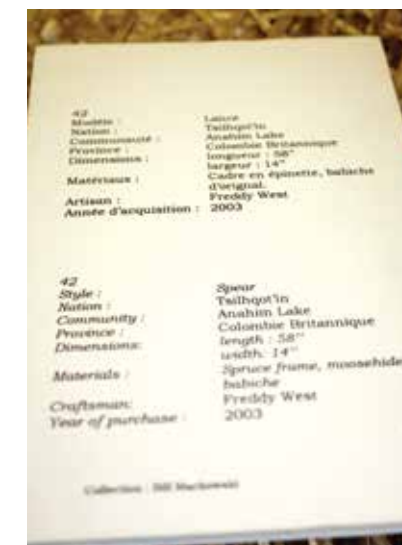 42
Modèle : Lance
Nation : Tsilhqot'in
Communauté : Anahim Lake
Province : Colombie Britannique
Dimensions : longueur : 58"
largeur : 14"
Matériaux : Cadre en épinette, babiche
d'orignal.
Artisan : Freddy West
Année d'acquisition : 2003
42
Style : Spear
Nation : Tsilhqot'in
Community : Anahim Lake
Province : Colombie Britannique
Dimensions: length : 58"
width: 14"
Materials : Spruce frame, moosehide
babiche
Craftsman: Freddy West
Year of purchase : 2003
Collection : Bill Mackowski